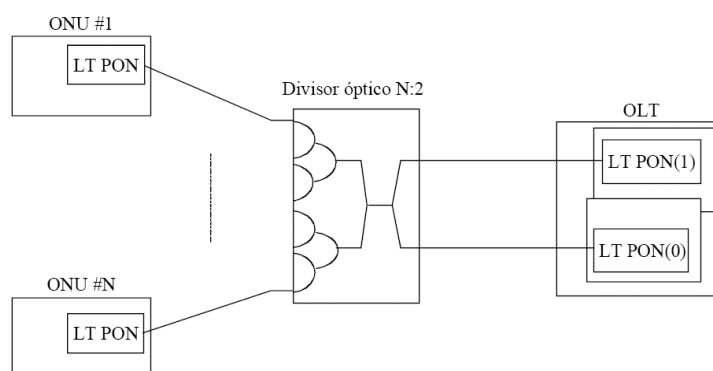 ONU #1
LT PON
Divisor óptico N:2
OLT
LT PON(1)
LT PON(0)
ONU #N
LT PON